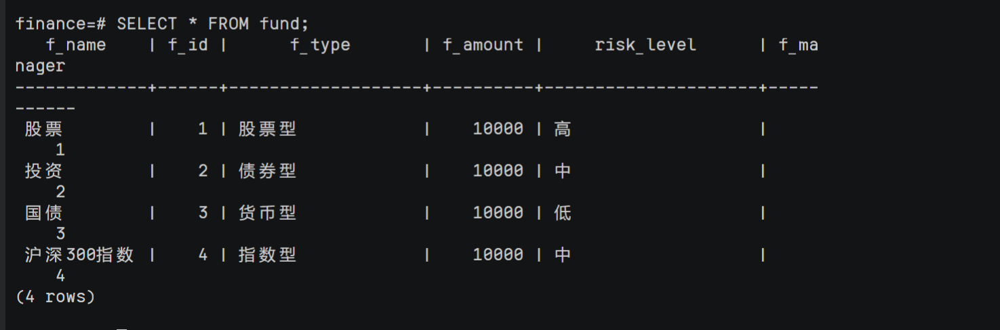 finance=# SELECT * FROM fund;
   f_name    | f_id |      f_type       | f_amount |     risk_level      | f_ma
nager
-------------+------+-------------------+----------+---------------------+-----
------
 股票        |    1 | 股票型            |    10000 | 高                  |
    1
 投资        |    2 | 债券型            |    10000 | 中                  |
    2
 国债        |    3 | 货币型            |    10000 | 低                  |
    3
 沪深300指数 |    4 | 指数型            |    10000 | 中                  |
    4
(4 rows)